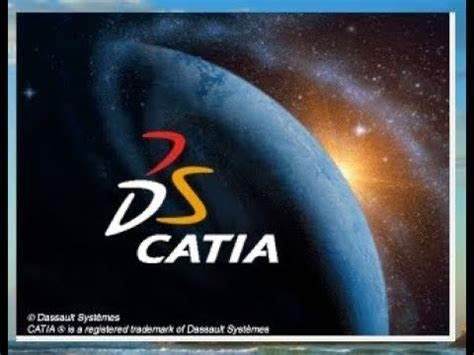 DS
CATIA
© Dassault Systèmes
CATIA ® is a registered trademark of Dassault Systèmes